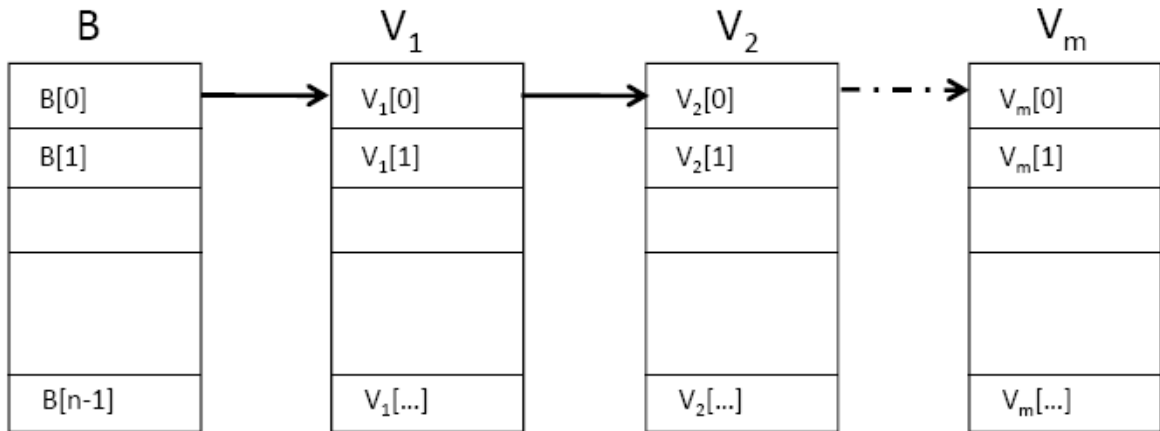 B V₁ V₂ Vₘ
B[0] V₁[0] V₂[0] Vₘ[0]
B[1] V₁[1] V₂[1] Vₘ[1]
B[n-1] V₁[...] V₂[...] Vₘ[...]